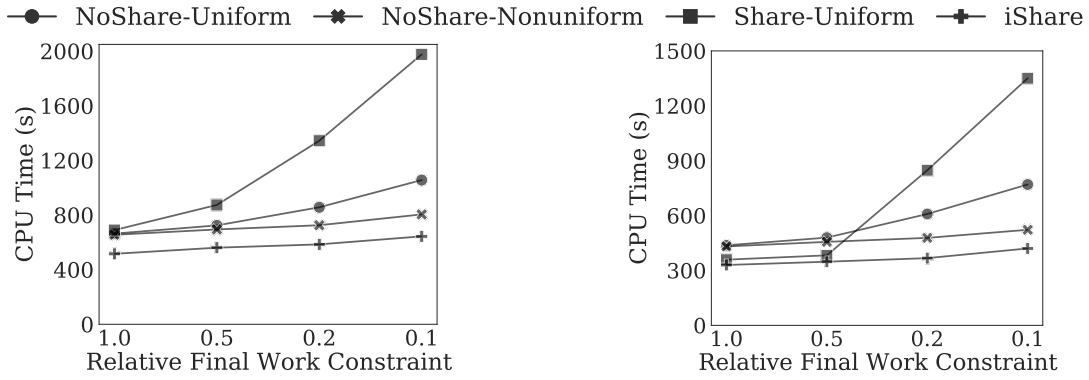 NoShare-Uniform NoShare-Nonuniform Share-Uniform iShare
2000
1600
1200
800
400
0
CPU Time (s)
1.0 0.5 0.2 0.1
Relative Final Work Constraint
1500
1200
900
600
300
0
CPU Time (s)
1.0 0.5 0.2 0.1
Relative Final Work Constraint